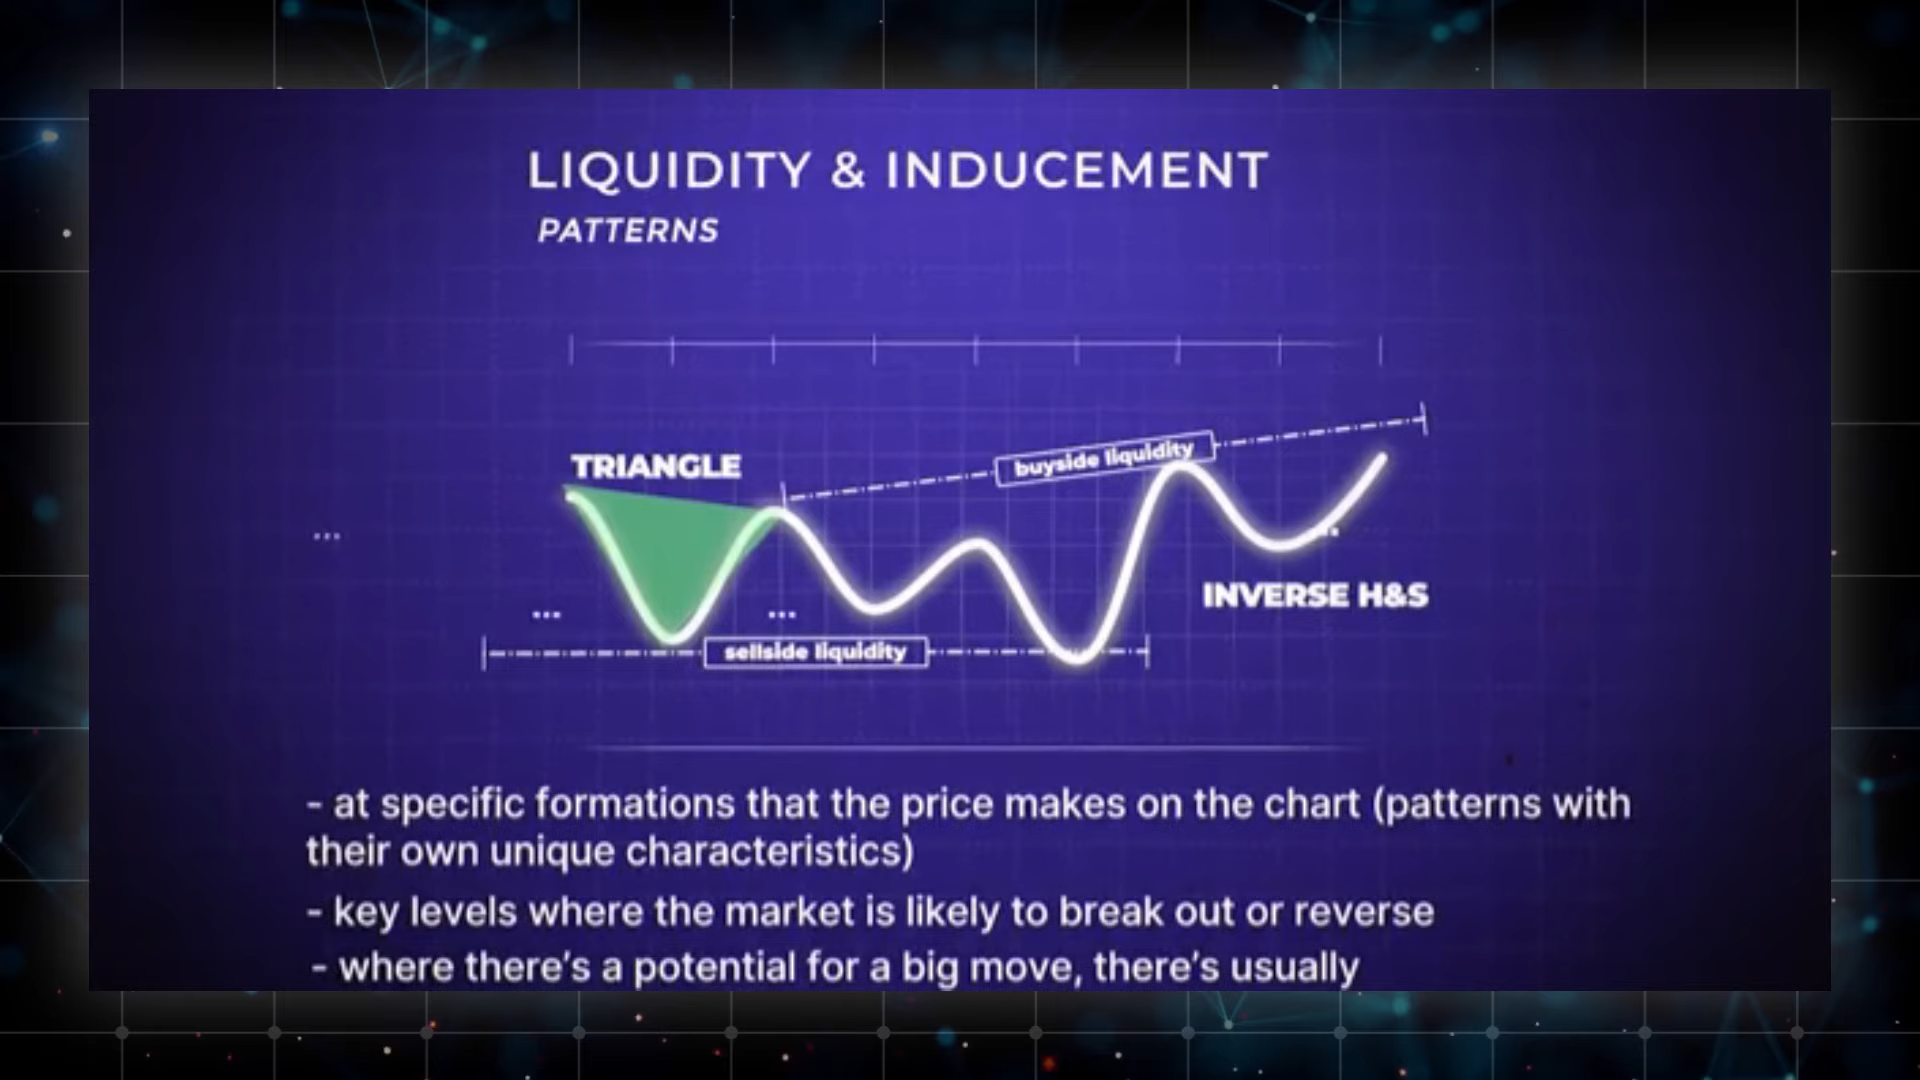 LIQUIDITY & INDUCEMENT
PATTERNS
TRIANGLE
buyside liquidity
...
...
...
INVERSE H&S
sellside liquidity
- at specific formations that the price makes on the chart (patterns with
their own unique characteristics)
- key levels where the market is likely to break out or reverse
- where there's a potential for a big move, there's usually